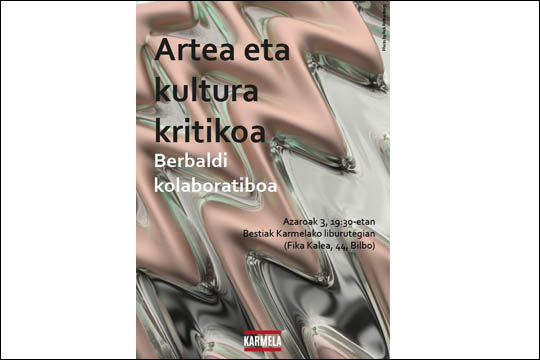 Artea eta
kultura
kritikoa
Berbaldi
kolaboratiboa
Azaroak 3, 19:30-etan
Bestiak Karmelako liburutegian
(Fika Kalea, 44, Bilbo)
KARMELA